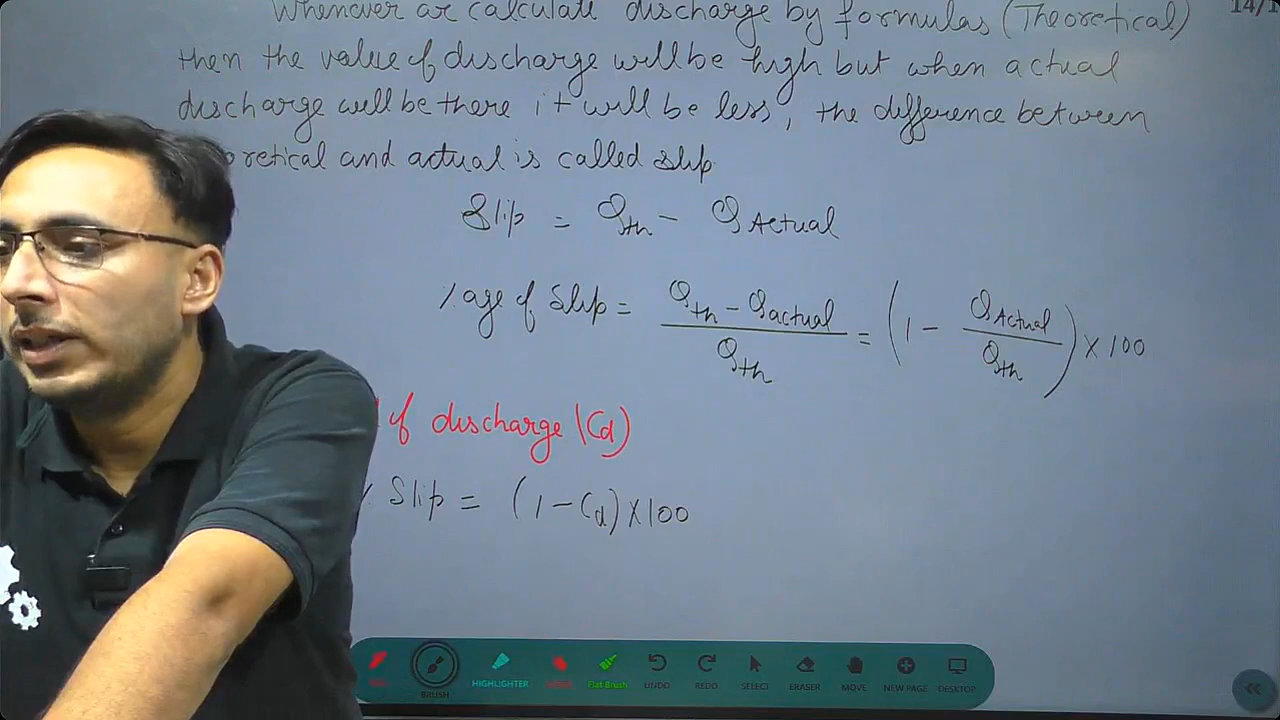 Whenever we calculate discharge by formulas (Theoretical) 14/1
then the value of discharge will be high but when actual
discharge will be there it will be less, the difference between
oretical and actual is called slip
Slip = Qth - QActual
%age of Slip = Qth - Qactual / Qth = (1 - QActual / Qth) x 100
of discharge (Cd)
% Slip = (1 - Cd) x 100
BRUSH HIGHLIGHTER Flat Brush UNDO REDO SELECT ERASER MOVE NEW PAGE DESKTOP